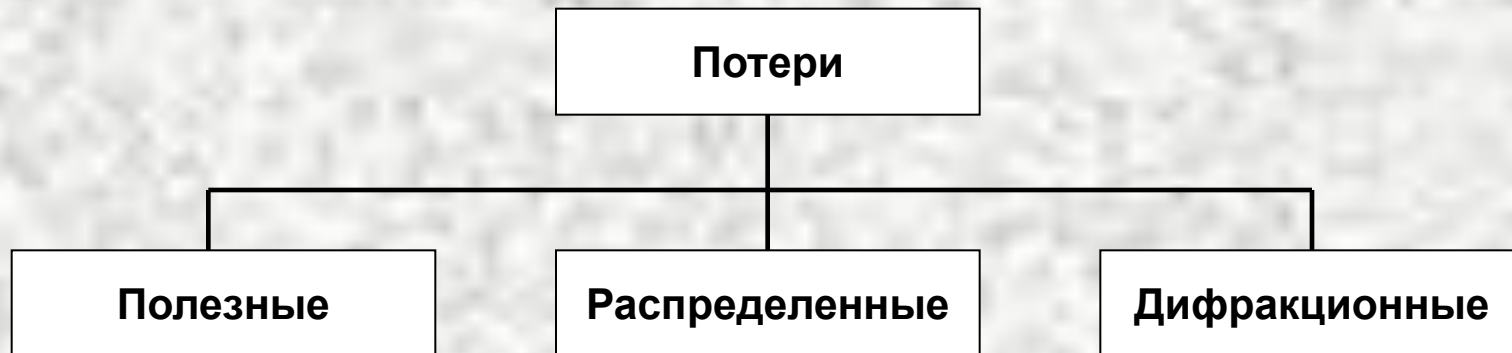 Потери
Полезные
Распределенные
Дифракционные